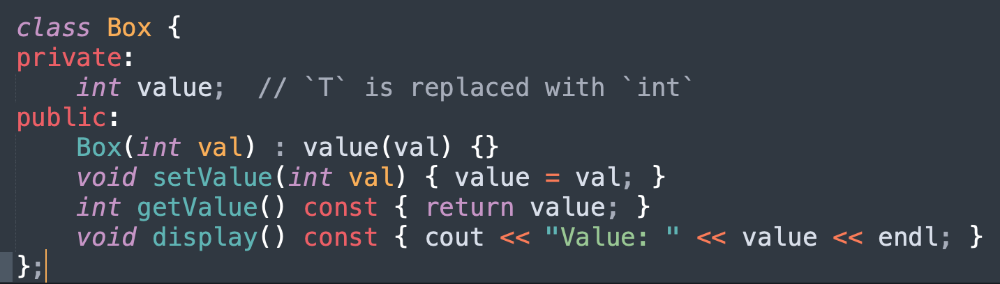 class Box {
private:
    int value;  // `T` is replaced with `int`
public:
    Box(int val) : value(val) {}
    void setValue(int val) { value = val; }
    int getValue() const { return value; }
    void display() const { cout << "Value: " << value << endl; }
};